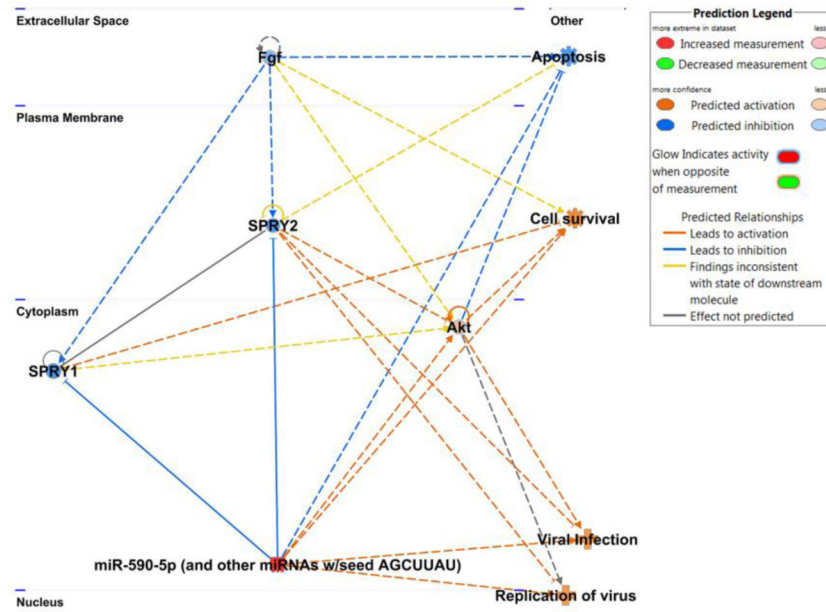 Extracellular Space
Other
Fgf
Apoptosis
Plasma Membrane
SPRY2
Cell survival
Cytoplasm
Akt
SPRY1
Viral Infection
miR-590-5p (and other miRNAs w/seed AGCUUAU)
Replication of virus
Nucleus
Prediction Legend
more extreme in dataset
less
Increased measurement
Decreased measurement
more confidence
less
Predicted activation
Predicted inhibition
Glow Indicates activity
when opposite
of measurement
Predicted Relationships
Leads to activation
Leads to inhibition
Findings inconsistent
with state of downstream
molecule
Effect not predicted